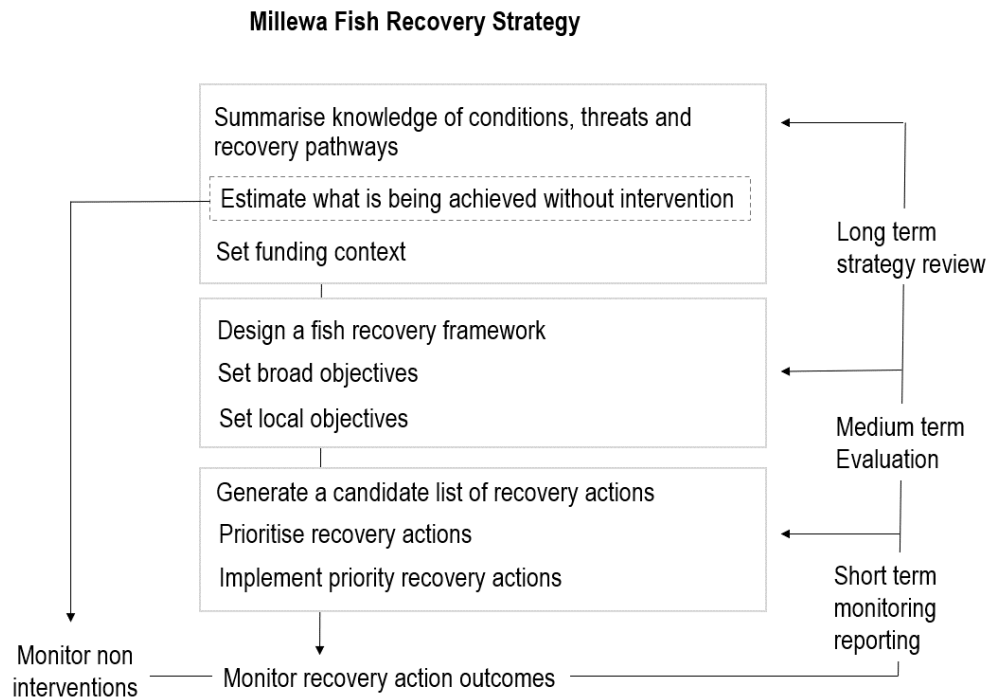 Millewa Fish Recovery Strategy
Summarise knowledge of conditions, threats and
recovery pathways
Estimate what is being achieved without intervention
Set funding context
Long term
strategy review
Design a fish recovery framework
Set broad objectives
Set local objectives
Medium term
Evaluation
Generate a candidate list of recovery actions
Prioritise recovery actions
Implement priority recovery actions
Short term
monitoring
reporting
Monitor non
interventions
Monitor recovery action outcomes